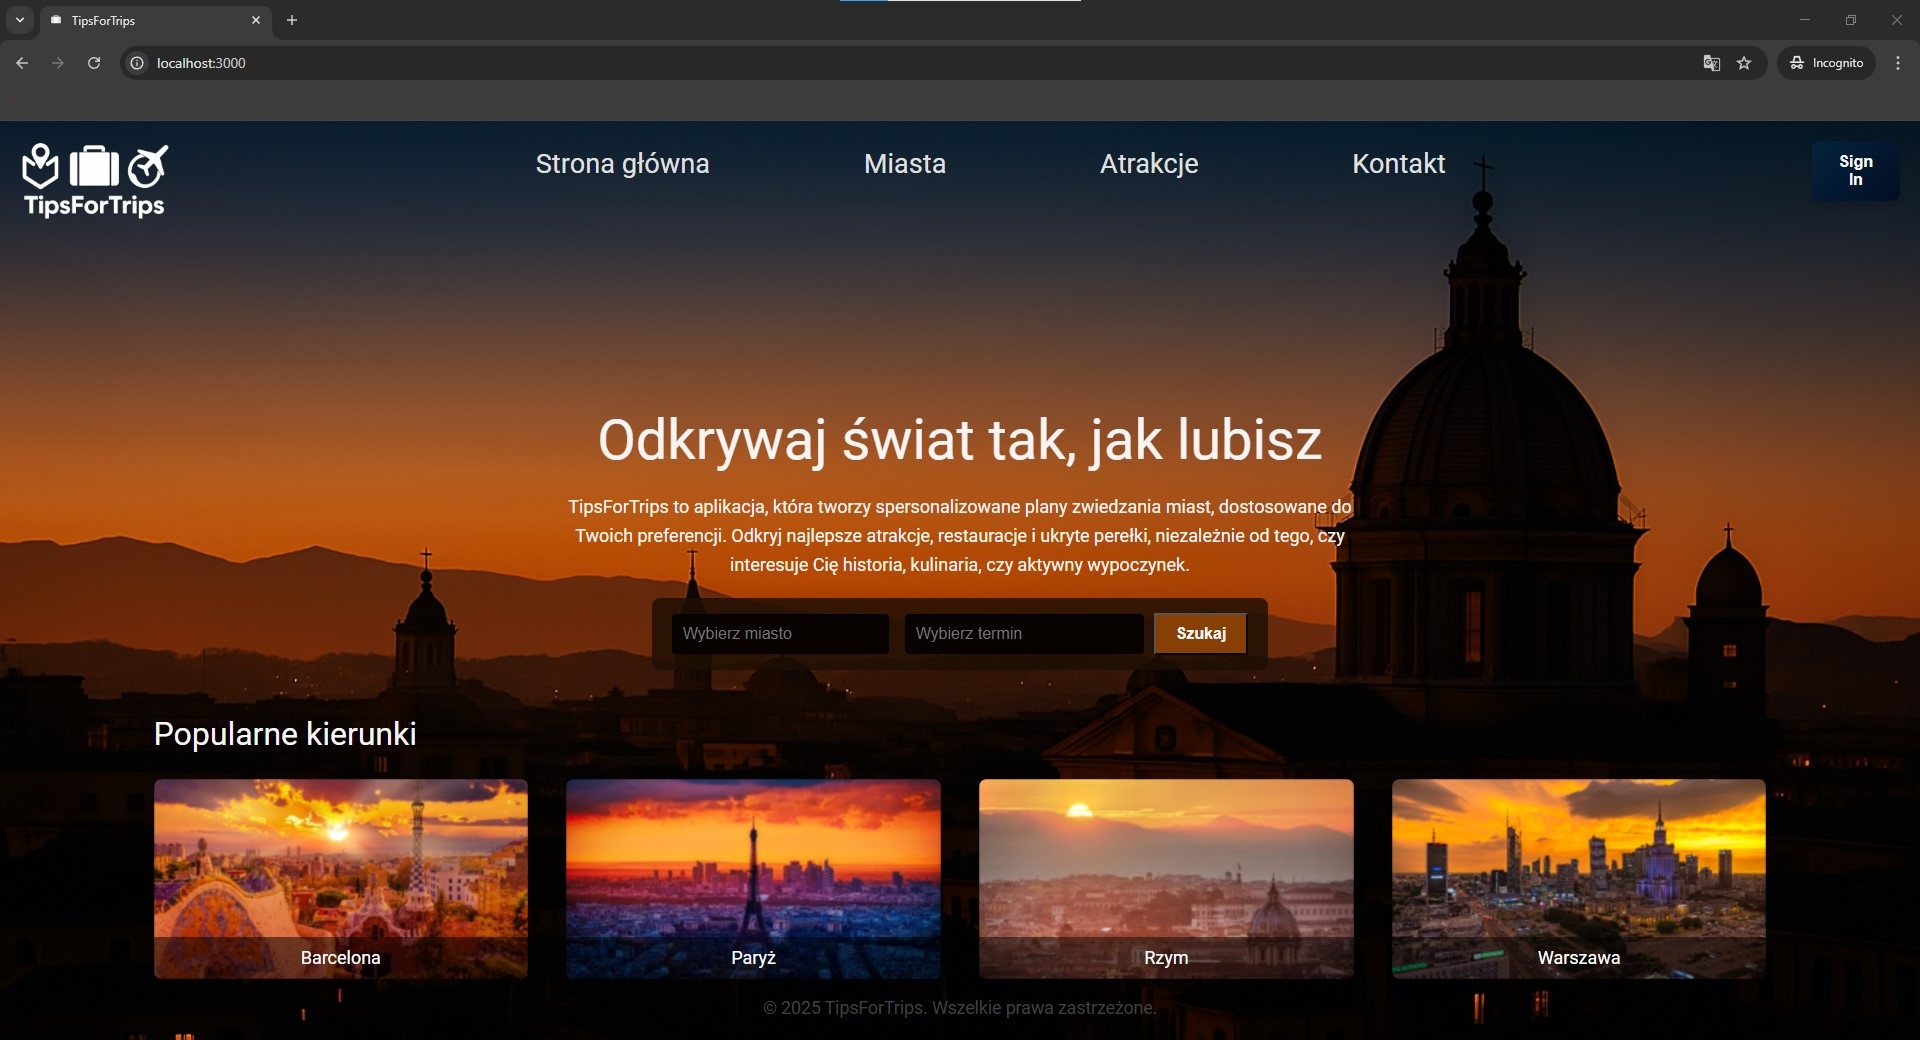 TipsForTrips
localhost:3000
Incognito
TipsForTrips
Strona główna
Miasta
Atrakcje
Kontakt
Sign
In
Odkrywaj świat tak, jak lubisz
TipsForTrips to aplikacja, która tworzy spersonalizowane plany zwiedzania miast, dostosowane do
Twoich preferencji. Odkryj najlepsze atrakcje, restauracje i ukryte perełki, niezależnie od tego, czy
interesuje Cię historia, kulinaria, czy aktywny wypoczynek.
Wybierz miasto
Wybierz termin
Szukaj
Popularne kierunki
Barcelona
Paryż
Rzym
Warszawa
© 2025 TipsForTrips. Wszelkie prawa zastrzeżone.